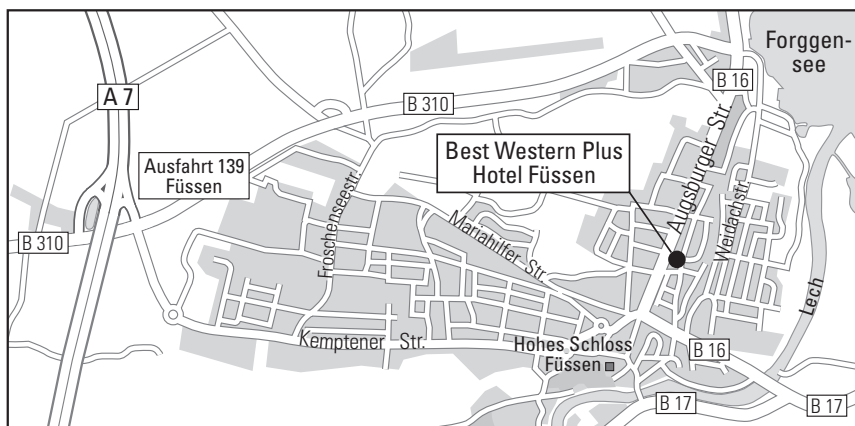 Forggen-
see
B 16
A 7
B 310
Augsburger Str.
Ausfahrt 139
Füssen
Best Western Plus
Hotel Füssen
Weidachstr.
Froschenseestr.
Mariahilfer Str.
B 310
Lech
Kemptener Str.
Hohes Schloss
Füssen
B 16
B 17
B 17